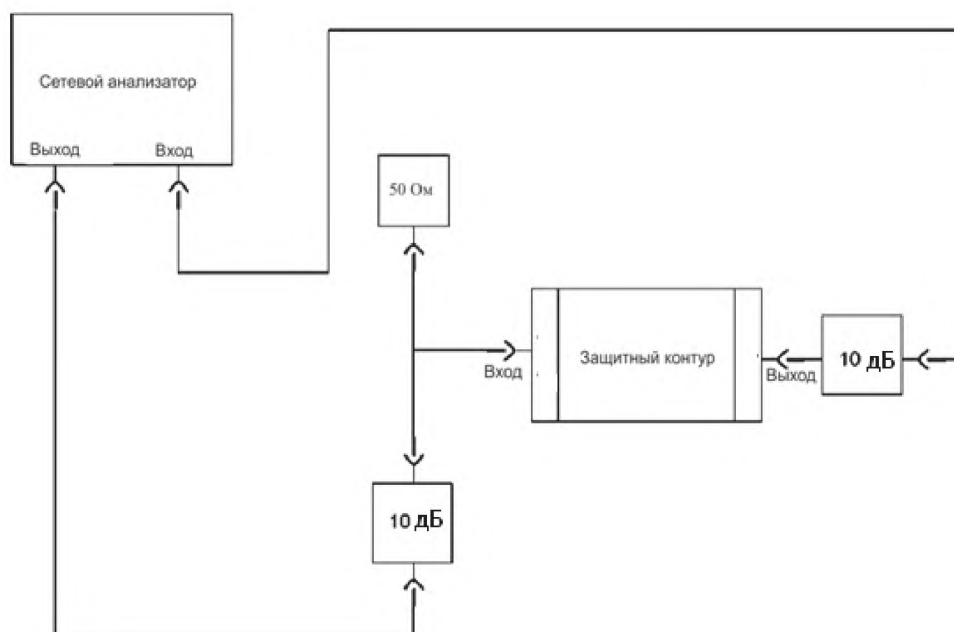 Сетевой анализатор
Выход Вход
50 Ом
Защитный контур
Вход
Выход
10 дБ
10 дБ